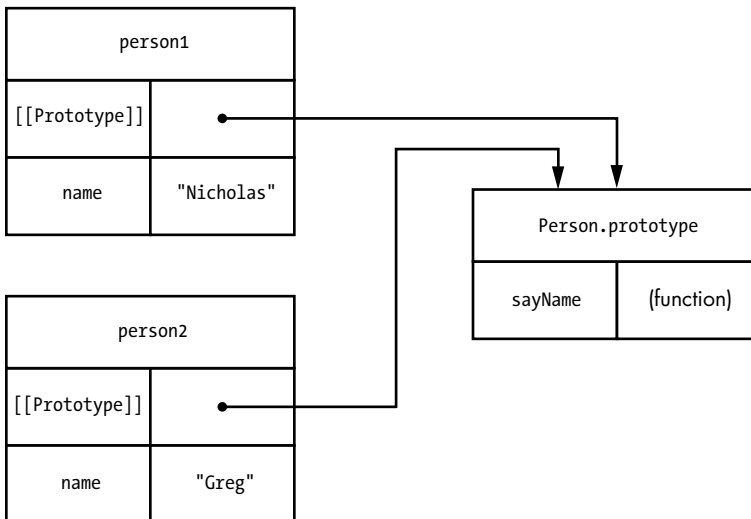 person1
[[Prototype]]
name "Nicholas"
Person.prototype
sayName (function)
person2
[[Prototype]]
name "Greg"